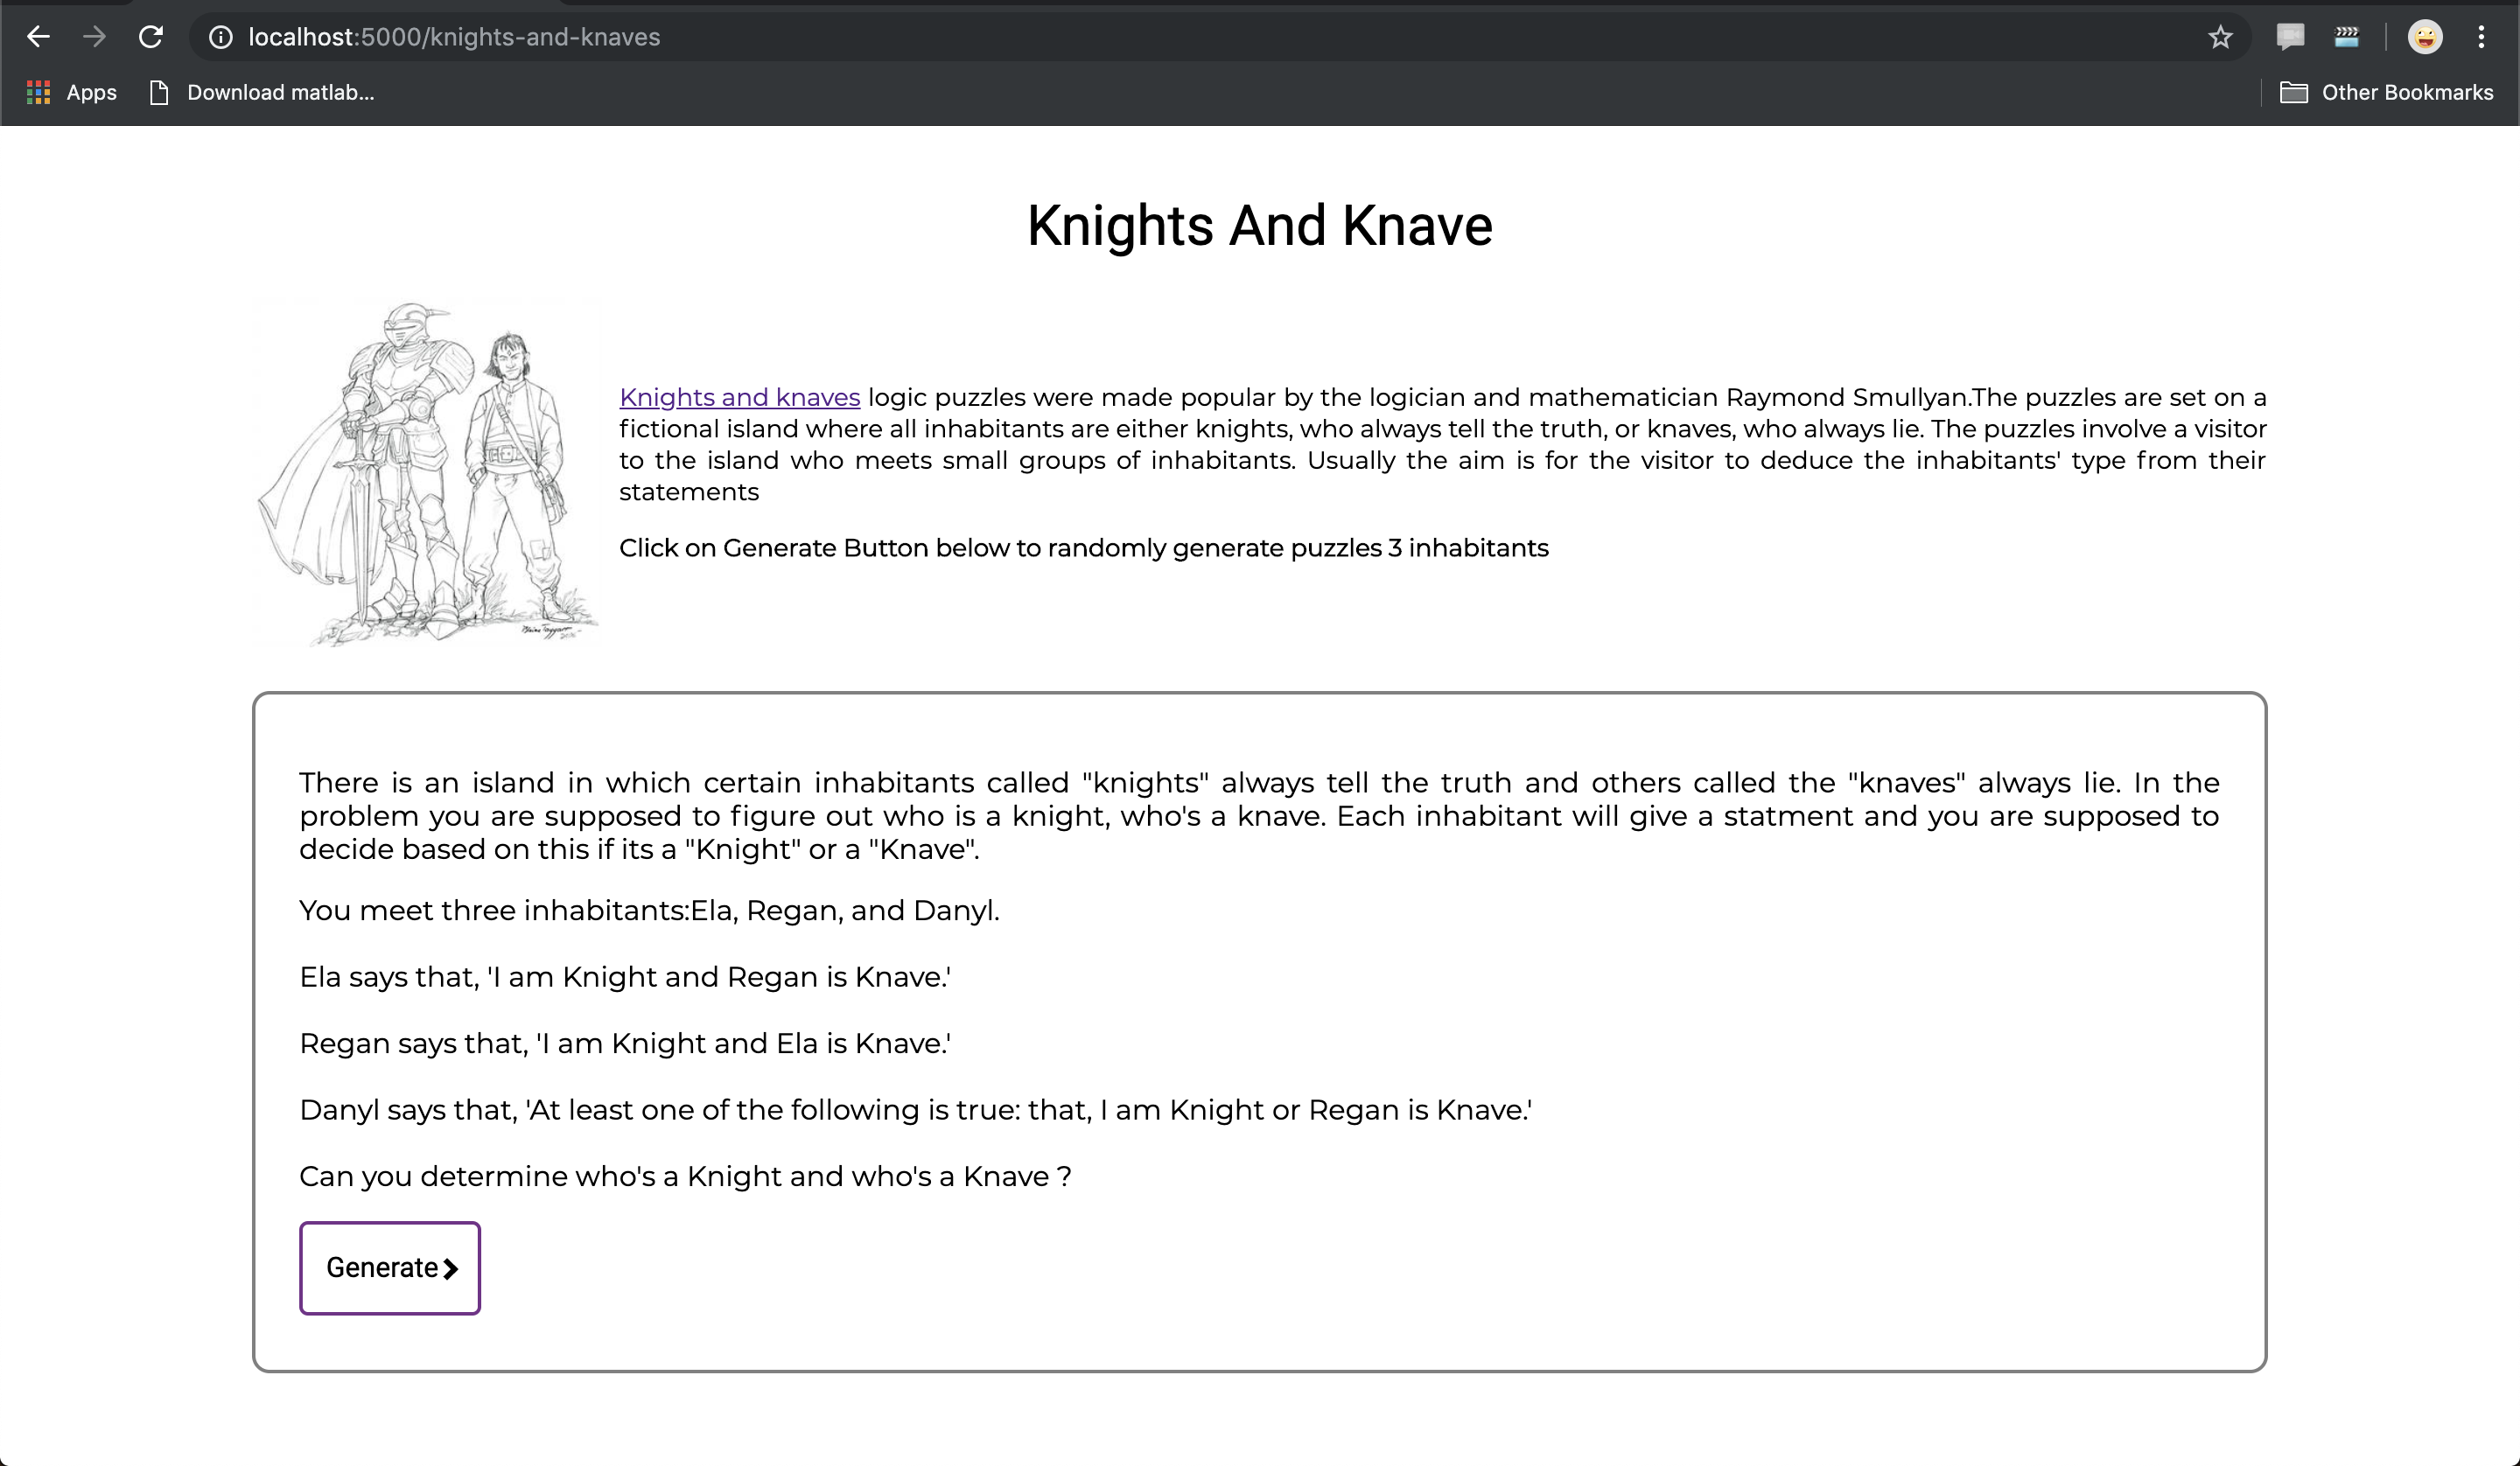 localhost:5000/knights-and-knaves
Apps
Download matlab...
Other Bookmarks
Knights And Knave
Knights and knaves logic puzzles were made popular by the logician and mathematician Raymond Smullyan.The puzzles are set on a
fictional island where all inhabitants are either knights, who always tell the truth, or knaves, who always lie. The puzzles involve a visitor
to the island who meets small groups of inhabitants. Usually the aim is for the visitor to deduce the inhabitants' type from their
statements
Click on Generate Button below to randomly generate puzzles 3 inhabitants
There is an island in which certain inhabitants called "knights" always tell the truth and others called the "knaves" always lie. In the
problem you are supposed to figure out who is a knight, who's a knave. Each inhabitant will give a statment and you are supposed to
decide based on this if its a "Knight" or a "Knave".
You meet three inhabitants:Ela, Regan, and Danyl.
Ela says that, 'I am Knight and Regan is Knave.'
Regan says that, 'I am Knight and Ela is Knave.'
Danyl says that, 'At least one of the following is true: that, I am Knight or Regan is Knave.'
Can you determine who's a Knight and who's a Knave ?
Generate